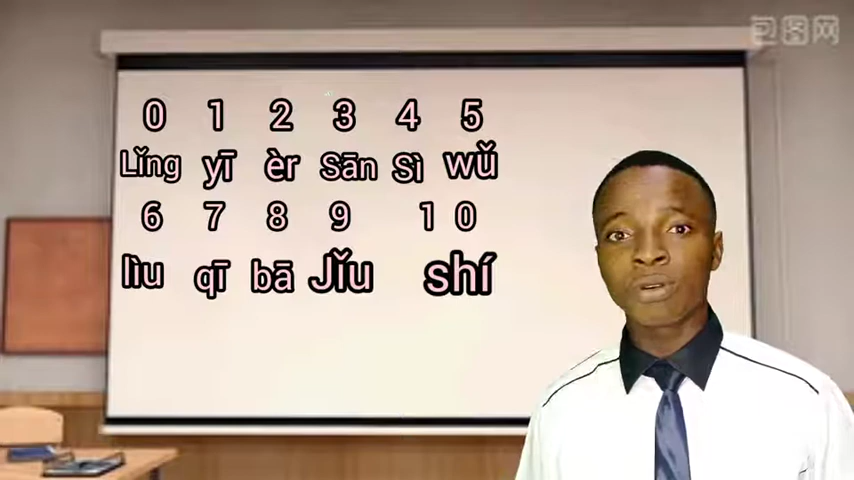 包图网
0 1 2 3 4 5
Lǐng yī èr Sān Sì wǔ
6 7 8 9 10
lìu qī bā Jǐu shí